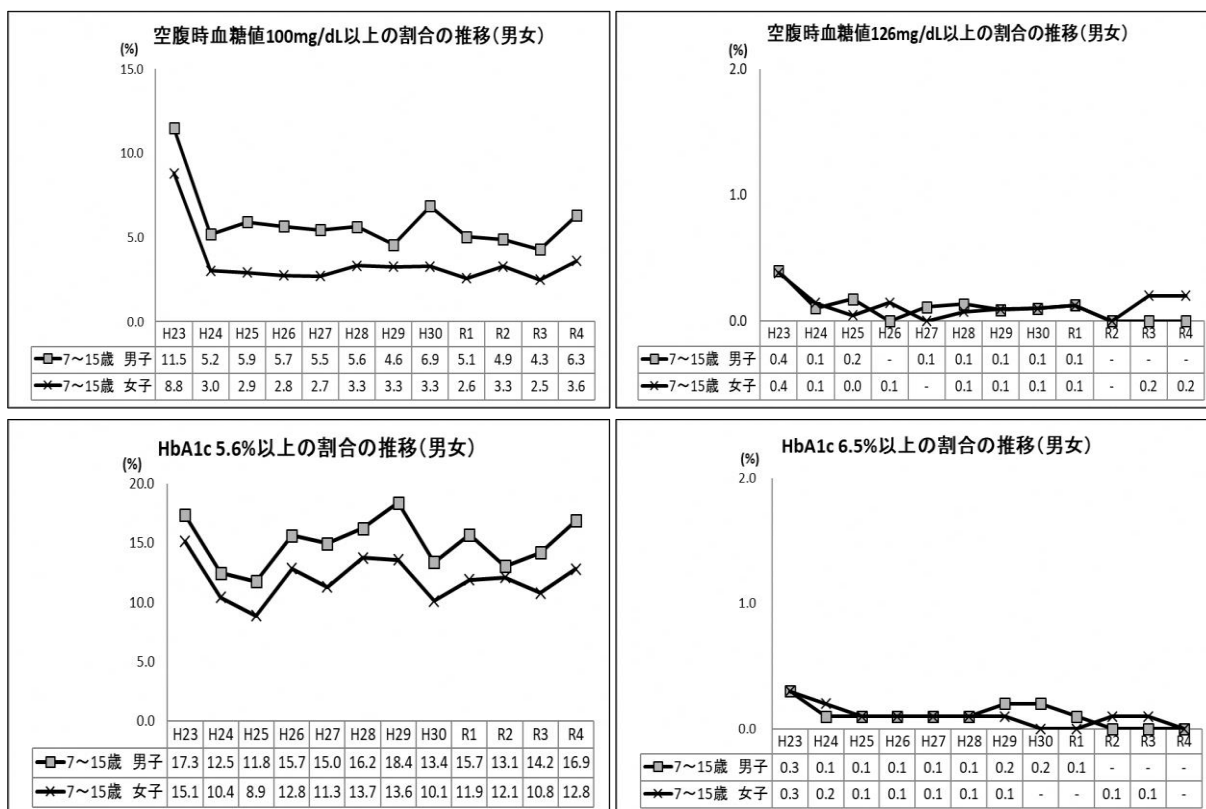 空腹時血糖値100mg/dL以上の割合の推移(男女)
(%)
15.0
10.0
5.0
0.0
H23 H24 H25 H26 H27 H28 H29 H30 R1 R2 R3 R4
7～15歳 男子 11.5 5.2 5.9 5.7 5.5 5.6 4.6 6.9 5.1 4.9 4.3 6.3
7～15歳 女子 8.8 3.0 2.9 2.8 2.7 3.3 3.3 3.3 2.6 3.3 2.5 3.6
空腹時血糖値126mg/dL以上の割合の推移(男女)
(%)
2.0
1.0
0.0
H23 H24 H25 H26 H27 H28 H29 H30 R1 R2 R3 R4
7～15歳 男子 0.4 0.1 0.2 - 0.1 0.1 0.1 0.1 0.1 - - -
7～15歳 女子 0.4 0.1 0.0 0.1 - 0.1 0.1 0.1 0.1 - 0.2 0.2
HbA1c 5.6%以上の割合の推移(男女)
(%)
20.0
15.0
10.0
5.0
0.0
H23 H24 H25 H26 H27 H28 H29 H30 R1 R2 R3 R4
7～15歳 男子 17.3 12.5 11.8 15.7 15.0 16.2 18.4 13.4 15.7 13.1 14.2 16.9
7～15歳 女子 15.1 10.4 8.9 12.8 11.3 13.7 13.6 10.1 11.9 12.1 10.8 12.8
HbA1c 6.5%以上の割合の推移(男女)
(%)
2.0
1.0
0.0
H23 H24 H25 H26 H27 H28 H29 H30 R1 R2 R3 R4
7～15歳 男子 0.3 0.1 0.1 0.1 0.1 0.1 0.2 0.2 0.1 - - -
7～15歳 女子 0.3 0.2 0.1 0.1 0.1 0.1 0.1 - - 0.1 0.1 -